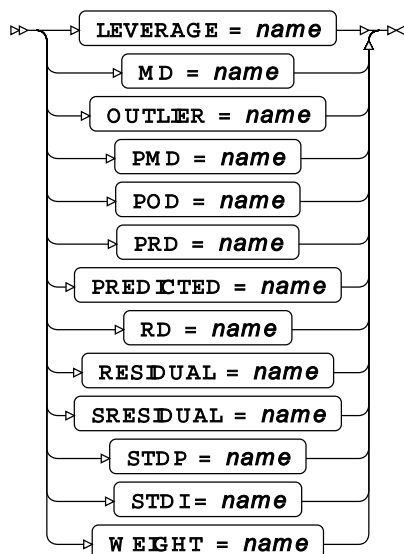 LEVERAGE = name
MD = name
OUTLIER = name
PMD = name
POD = name
PRD = name
PREDICTED = name
RD = name
RESIDUAL = name
SRESIDUAL = name
STDP = name
STDI= name
WEIGHT = name